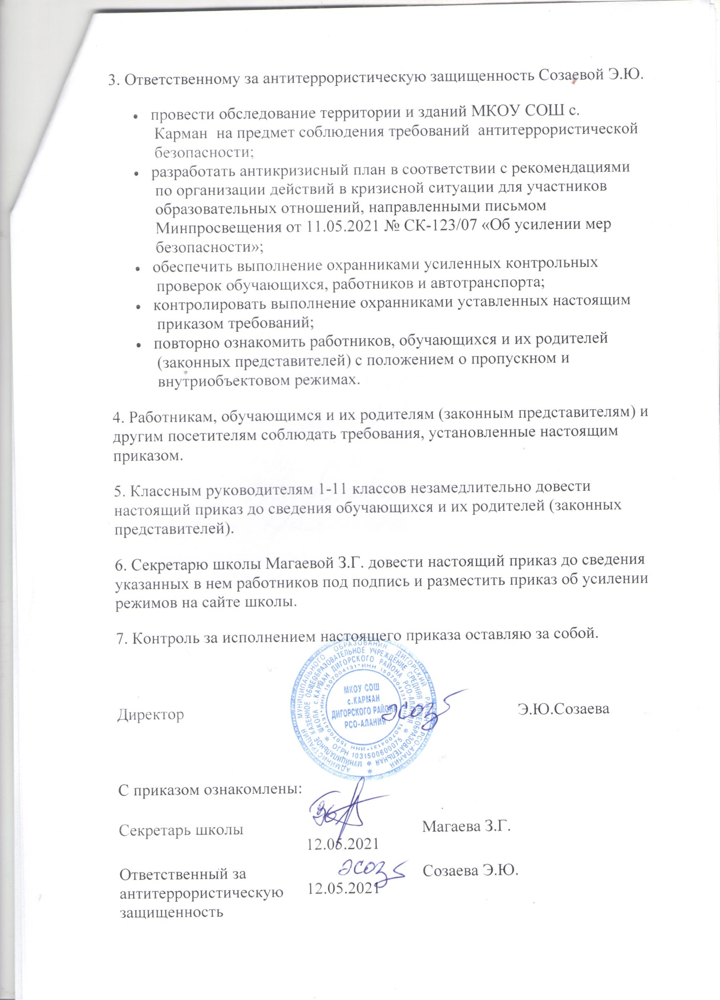 3. Ответственному за антитеррористическую защищенность Созаевой Э.Ю.
• провести обследование территории и зданий МКОУ СОШ с.
Карман на предмет соблюдения требований антитеррористической
безопасности;
• разработать антикризисный план в соответствии с рекомендациями
по организации действий в кризисной ситуации для участников
образовательных отношений, направленными письмом
Минпросвещения от 11.05.2021 № СК-123/07 «Об усилении мер
безопасности»;
• обеспечить выполнение охранниками усиленных контрольных
проверок обучающихся, работников и автотранспорта;
• контролировать выполнение охранниками уставленных настоящим
приказом требований;
• повторно ознакомить работников, обучающихся и их родителей
(законных представителей) с положением о пропускном и
внутриобъектовом режимах.
4. Работникам, обучающимся и их родителям (законным представителям) и
другим посетителям соблюдать требования, установленные настоящим
приказом.
5. Классным руководителям 1-11 классов незамедлительно довести
настоящий приказ до сведения обучающихся и их родителей (законных
представителей).
6. Секретарю школы Магаевой З.Г. довести настоящий приказ до сведения
указанных в нем работников под подпись и разместить приказ об усилении
режимов на сайте школы.
7. Контроль за исполнением настоящего приказа оставляю за собой.
АДМИНИСТРАЦИЯ МУНИЦИПАЛЬНОГО ОБРАЗОВАНИЯ ДИГОРСКИЙ РАЙОН РСО-АЛАНИЯ *
МУНИЦИПАЛЬНОЕ КАЗЕННОЕ ОБЩЕОБРАЗОВАТЕЛЬНОЕ УЧРЕЖДЕНИЕ СРЕДНЯЯ ОБЩЕОБРАЗОВАТЕЛЬНАЯ *
ШКОЛА с.КАРМАН ДИГОРСКОГО РАЙОНА РСО-АЛАНИЯ * ОГРН 1031500600075 *
ИНН 1507004131*ИНН 1507004131*ИНН 1507004131*ИНН 1507004131*
МКОУ СОШ
с.КАРМАН
ДИГОРСКОГО РАЙОНА
РСО-АЛАНИЯ
Директор Э.Ю.Созаева
С приказом ознакомлены:
Секретарь школы Магаева З.Г.
12.05.2021
Ответственный за Созаева Э.Ю.
антитеррористическую 12.05.2021
защищенность